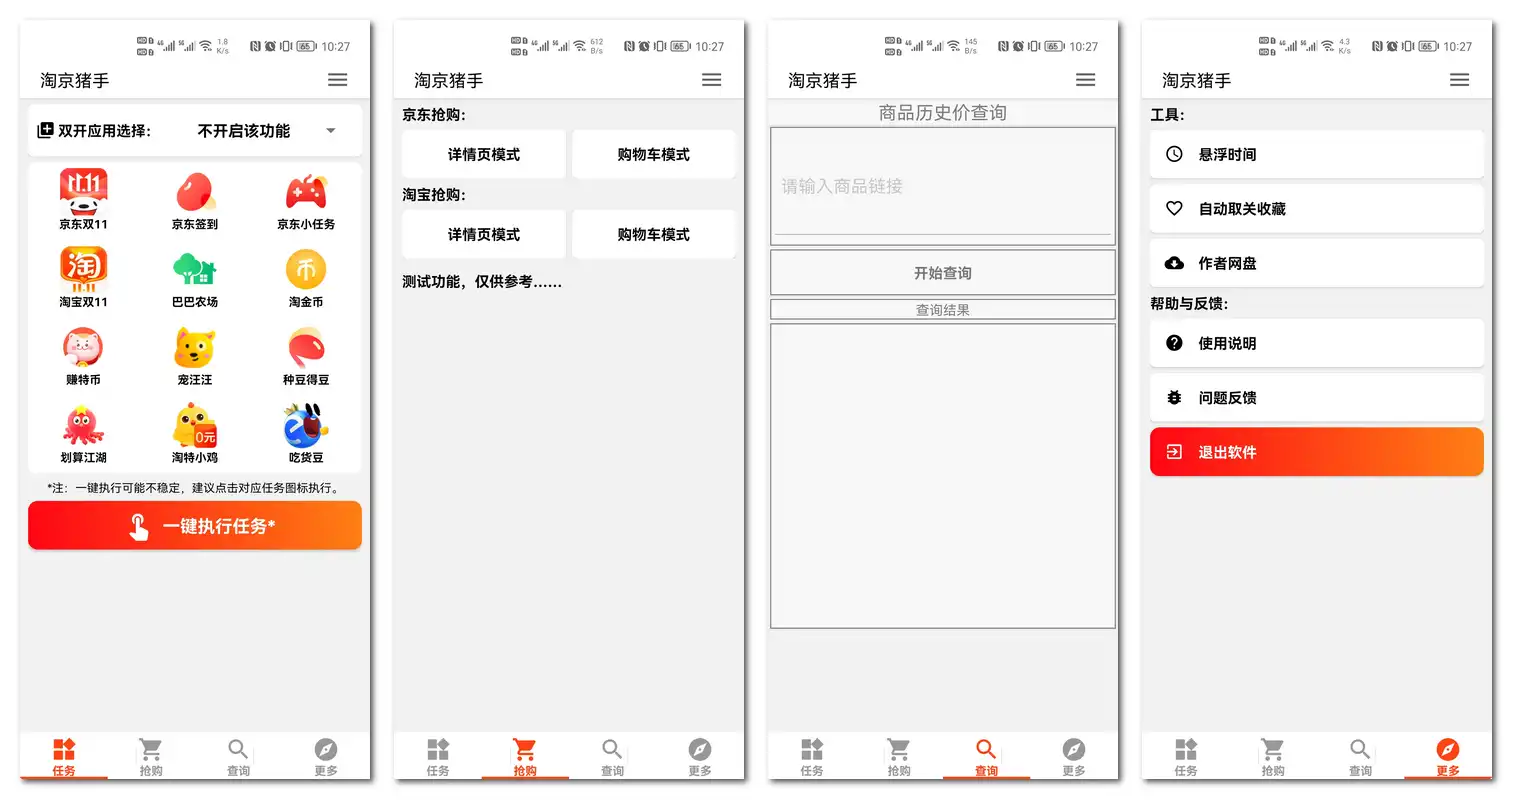 1.8 K/s 65 10:27
淘京猪手
双开应用选择: 不开启该功能
11.11
京东双11 京东签到 京东小任务
淘 11.11 币
淘宝双11 巴巴农场 淘金币
赚特币 宠汪汪 种豆得豆
0元
划算江湖 淘特小鸡 吃货豆
*注: 一键执行可能不稳定，建议点击对应任务图标执行。
一键执行任务*
任务 抢购 查询 更多
612 B/s 65 10:27
淘京猪手
京东抢购:
详情页模式 购物车模式
淘宝抢购:
详情页模式 购物车模式
测试功能，仅供参考......
任务 抢购 查询 更多
145 B/s 65 10:27
淘京猪手
商品历史价查询
请输入商品链接
开始查询
查询结果
任务 抢购 查询 更多
4.3 K/s 65 10:27
淘京猪手
工具:
悬浮时间
自动取关收藏
作者网盘
帮助与反馈:
使用说明
问题反馈
退出软件
任务 抢购 查询 更多